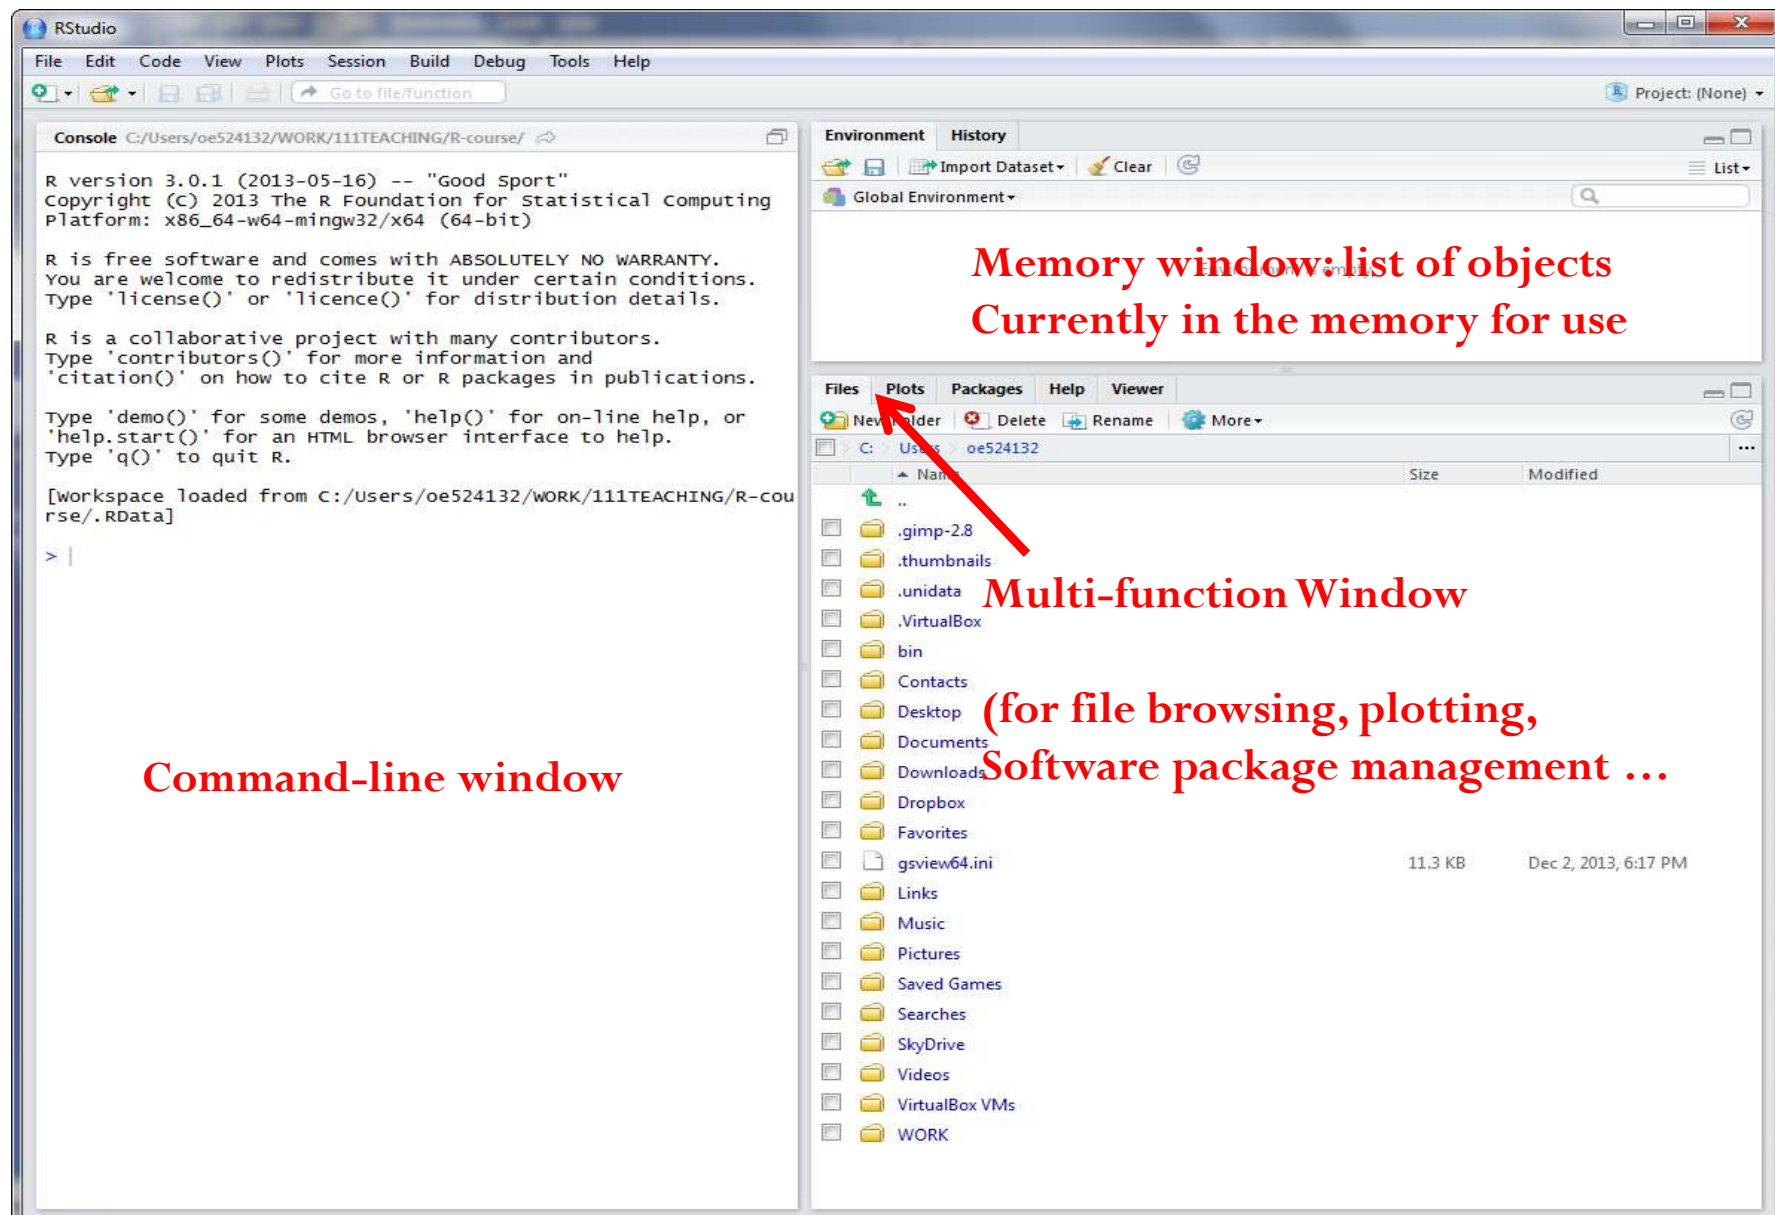 RStudio
File Edit Code View Plots Session Build Debug Tools Help
Go to file/function
Project: (None)
Console C:/Users/oe524132/WORK/111TEACHING/R-course/
R version 3.0.1 (2013-05-16) -- "Good Sport"
Copyright (C) 2013 The R Foundation for Statistical Computing
Platform: x86_64-w64-mingw32/x64 (64-bit)
R is free software and comes with ABSOLUTELY NO WARRANTY.
You are welcome to redistribute it under certain conditions.
Type 'license()' or 'licence()' for distribution details.
R is a collaborative project with many contributors.
Type 'contributors()' for more information and
'citation()' on how to cite R or R packages in publications.
Type 'demo()' for some demos, 'help()' for on-line help, or
'help.start()' for an HTML browser interface to help.
Type 'q()' to quit R.
[Workspace loaded from C:/Users/oe524132/WORK/111TEACHING/R-cou
rse/.RData]
>
Command-line window
Environment History
Import Dataset Clear List
Global Environment
Environment is empty
Memory window: list of objects
Currently in the memory for use
Files Plots Packages Help Viewer
New Folder Delete Rename More
C: Users oe524132
Name Size Modified
..
.gimp-2.8
.thumbnails
.unidata
.VirtualBox
bin
Contacts
Desktop
Documents
Downloads
Dropbox
Favorites
gsview64.ini 11.3 KB Dec 2, 2013, 6:17 PM
Links
Music
Pictures
Saved Games
Searches
SkyDrive
Videos
VirtualBox VMs
WORK
Multi-function Window
(for file browsing, plotting,
Software package management …